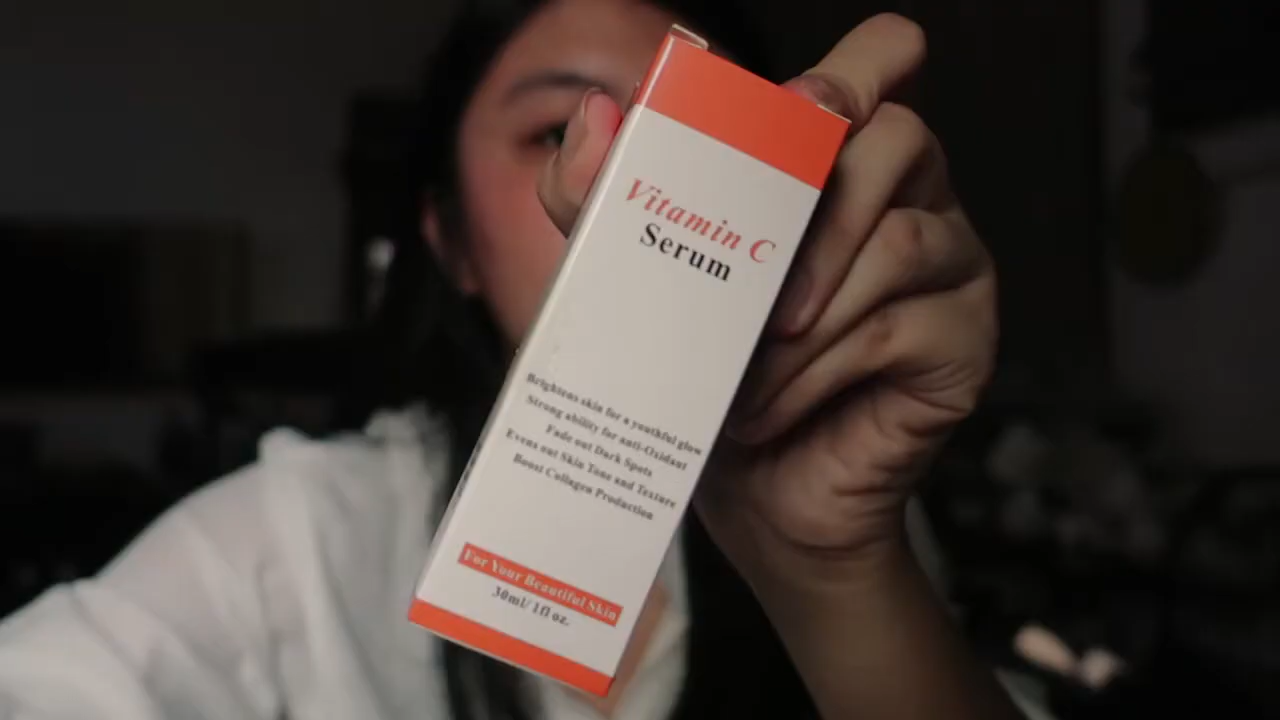 Vitamin C
Serum
Brightens skin for a youthful glow
Strong ability for anti-Oxidant
Fade out Dark Spots
Evens out Skin Tone and Texture
Boost Collagen Production
For Your Beautiful Skin
30ml/ 1fl oz.